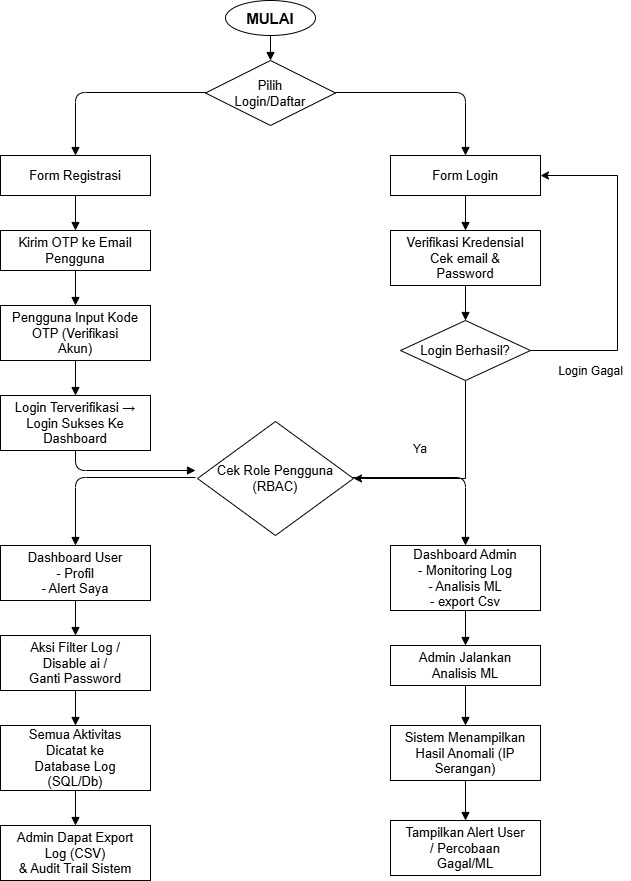 MULAI
Pilih
Login/Daftar
Form Registrasi
Kirim OTP ke Email
Pengguna
Pengguna Input Kode
OTP (Verifikasi
Akun)
Login Terverifikasi →
Login Sukses Ke
Dashboard
Form Login
Verifikasi Kredensial
Cek email &
Password
Login Berhasil?
Login Gagal
Ya
Cek Role Pengguna
(RBAC)
Dashboard User
- Profil
- Alert Saya
Aksi Filter Log /
Disable ai /
Ganti Password
Semua Aktivitas
Dicatat ke
Database Log
(SQL/Db)
Admin Dapat Export
Log (CSV)
& Audit Trail Sistem
Dashboard Admin
- Monitoring Log
- Analisis ML
- export Csv
Admin Jalankan
Analisis ML
Sistem Menampilkan
Hasil Anomali (IP
Serangan)
Tampilkan Alert User
/ Percobaan
Gagal/ML